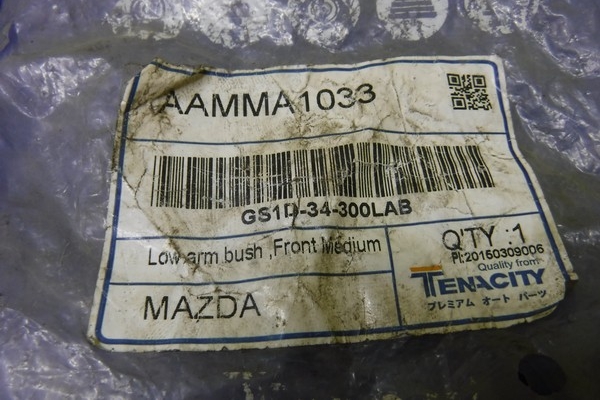 AAMMA1033
GS1D-34-300LAB
Low arm bush ,Front Medium
MAZDA
Q'TY :1
PI:20150309006
Quality from
TENACITY
プレミアム オート パーツ